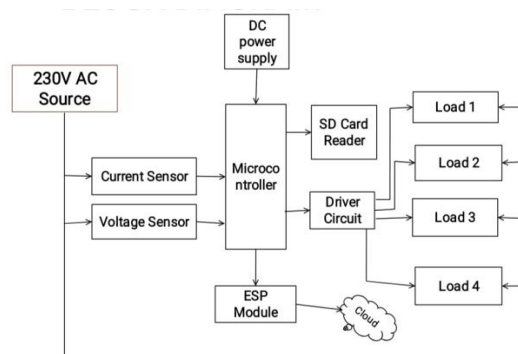 DC
power
supply
230V AC
Source
Current Sensor
Voltage Sensor
Microco
ntroller
SD Card
Reader
Driver
Circuit
ESP
Module
Cloud
Load 1
Load 2
Load 3
Load 4